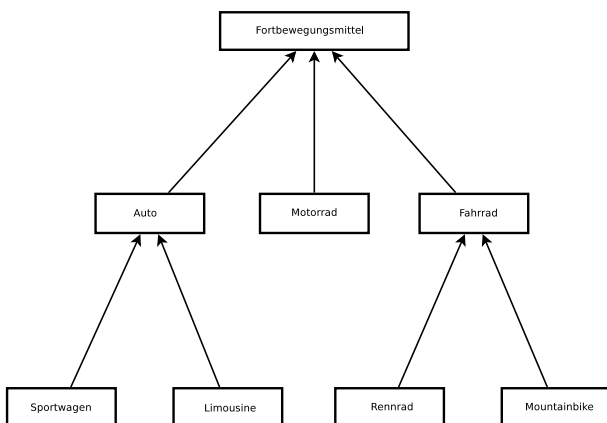 Fortbewegungsmittel
Auto
Motorrad
Fahrrad
Sportwagen
Limousine
Rennrad
Mountainbike